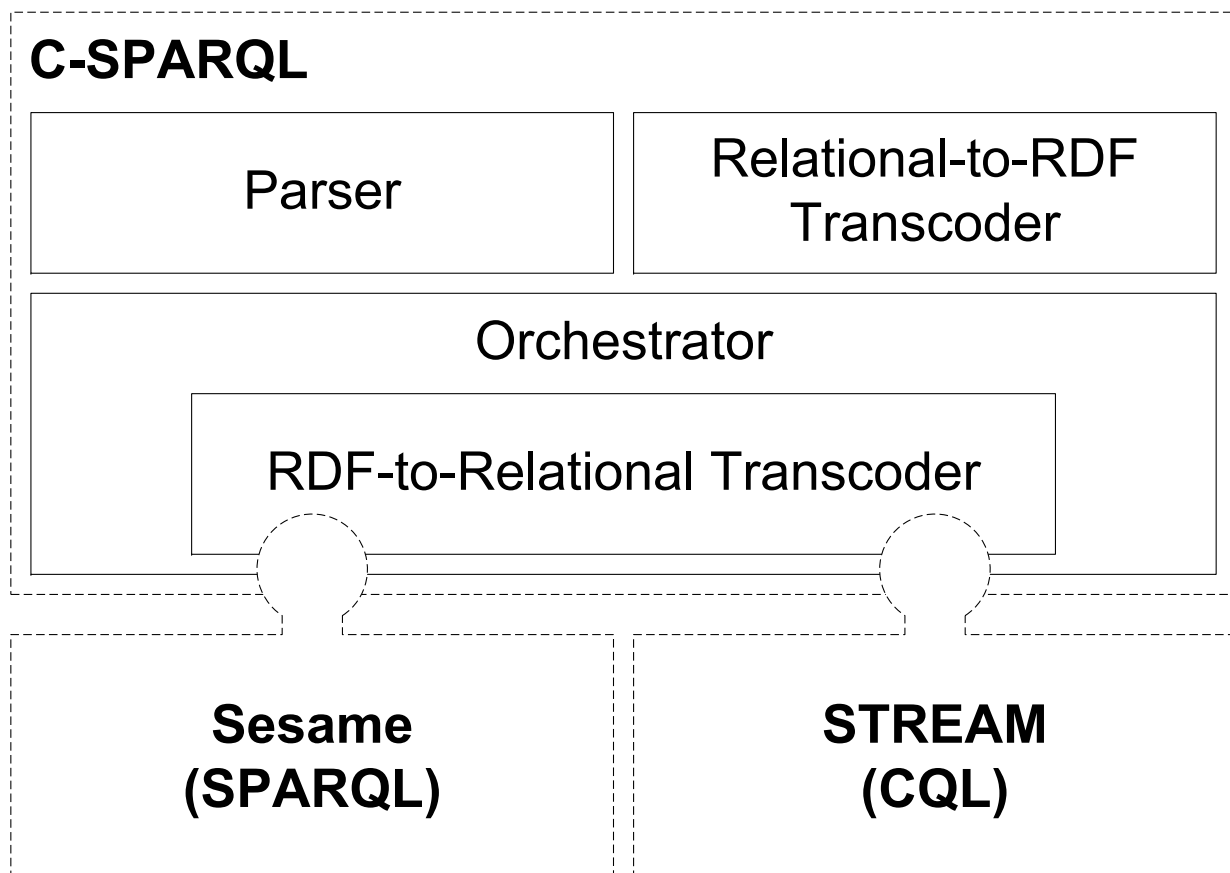 C-SPARQL
Parser
Relational-to-RDF
Transcoder
Orchestrator
RDF-to-Relational Transcoder
Sesame
(SPARQL)
STREAM
(CQL)